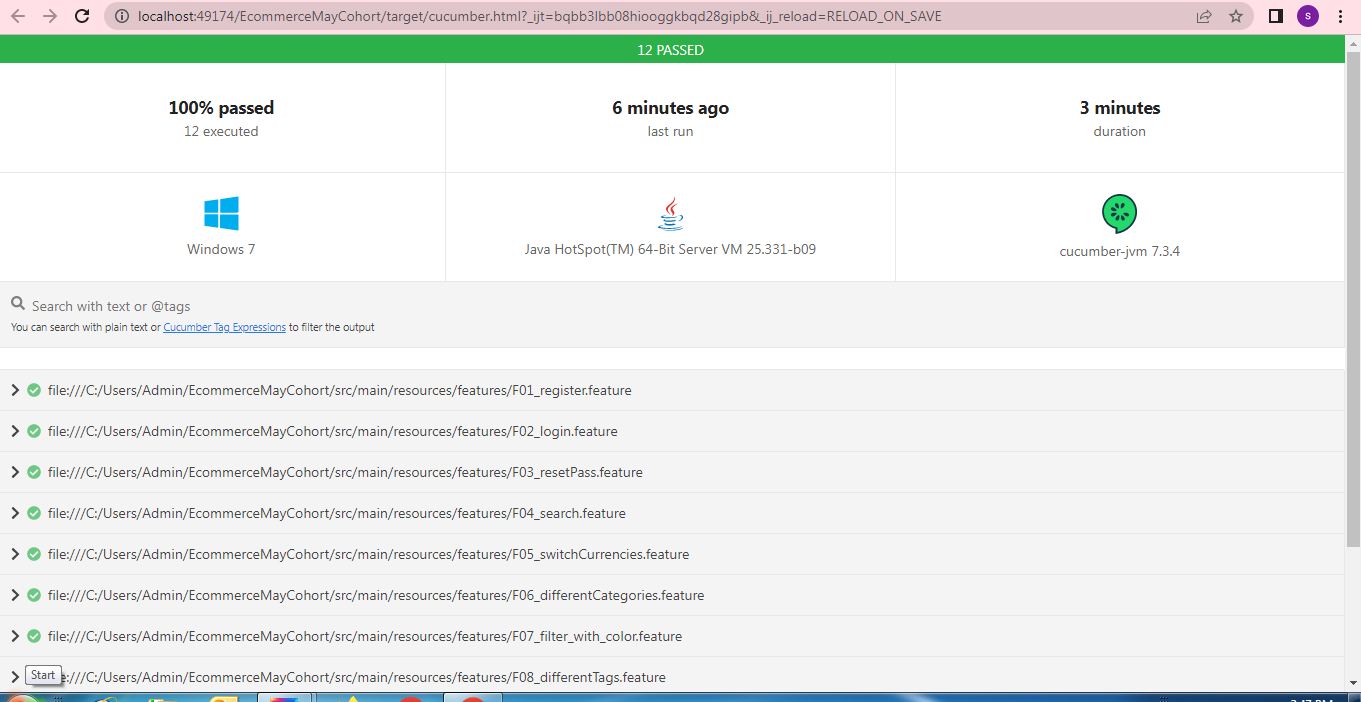 localhost:49174/EcommerceMayCohort/target/cucumber.html?_ijt=bqbb3lbb08hiooggkbqd28gipb&_ij_reload=RELOAD_ON_SAVE
S
12 PASSED
100% passed
12 executed
6 minutes ago
last run
3 minutes
duration
Windows 7
Java HotSpot(TM) 64-Bit Server VM 25.331-b09
cucumber-jvm 7.3.4
Search with text or @tags
You can search with plain text or Cucumber Tag Expressions to filter the output
file:///C:/Users/Admin/EcommerceMayCohort/src/main/resources/features/F01_register.feature
file:///C:/Users/Admin/EcommerceMayCohort/src/main/resources/features/F02_login.feature
file:///C:/Users/Admin/EcommerceMayCohort/src/main/resources/features/F03_resetPass.feature
file:///C:/Users/Admin/EcommerceMayCohort/src/main/resources/features/F04_search.feature
file:///C:/Users/Admin/EcommerceMayCohort/src/main/resources/features/F05_switchCurrencies.feature
file:///C:/Users/Admin/EcommerceMayCohort/src/main/resources/features/F06_differentCategories.feature
file:///C:/Users/Admin/EcommerceMayCohort/src/main/resources/features/F07_filter_with_color.feature
Start
e:///C:/Users/Admin/EcommerceMayCohort/src/main/resources/features/F08_differentTags.feature